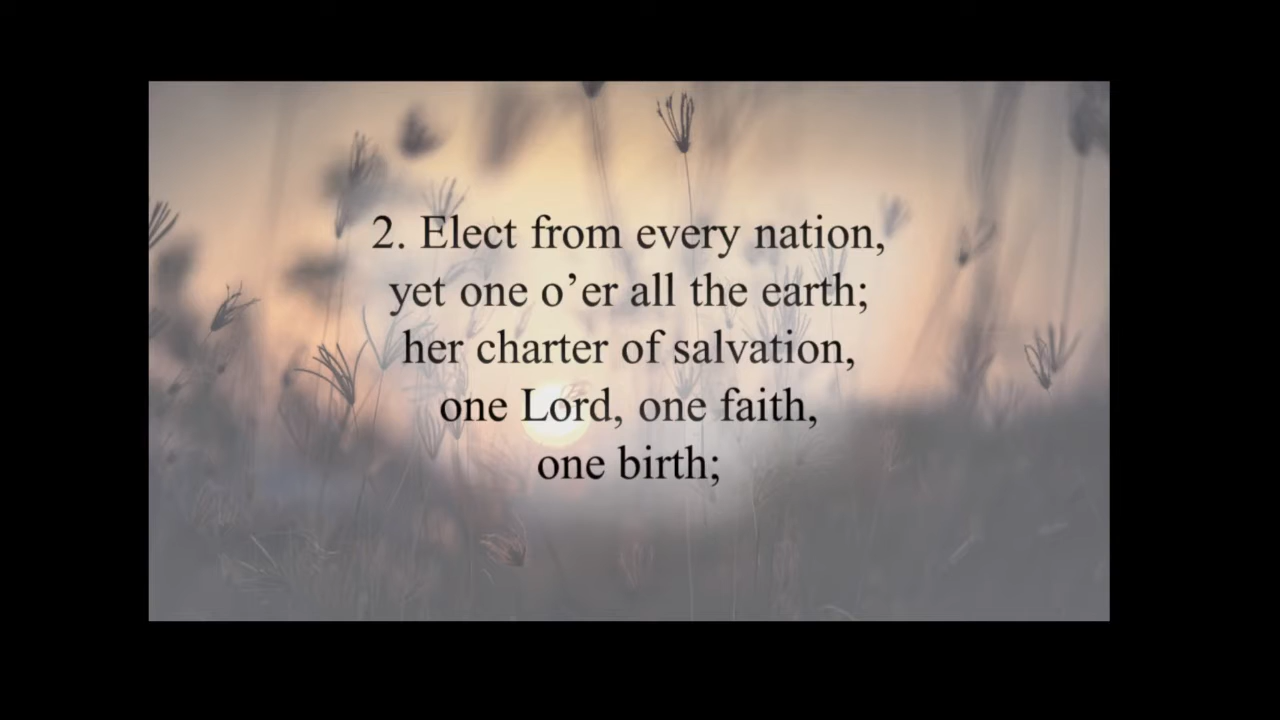 2. Elect from every nation,
yet one o’er all the earth;
her charter of salvation,
one Lord, one faith,
one birth;